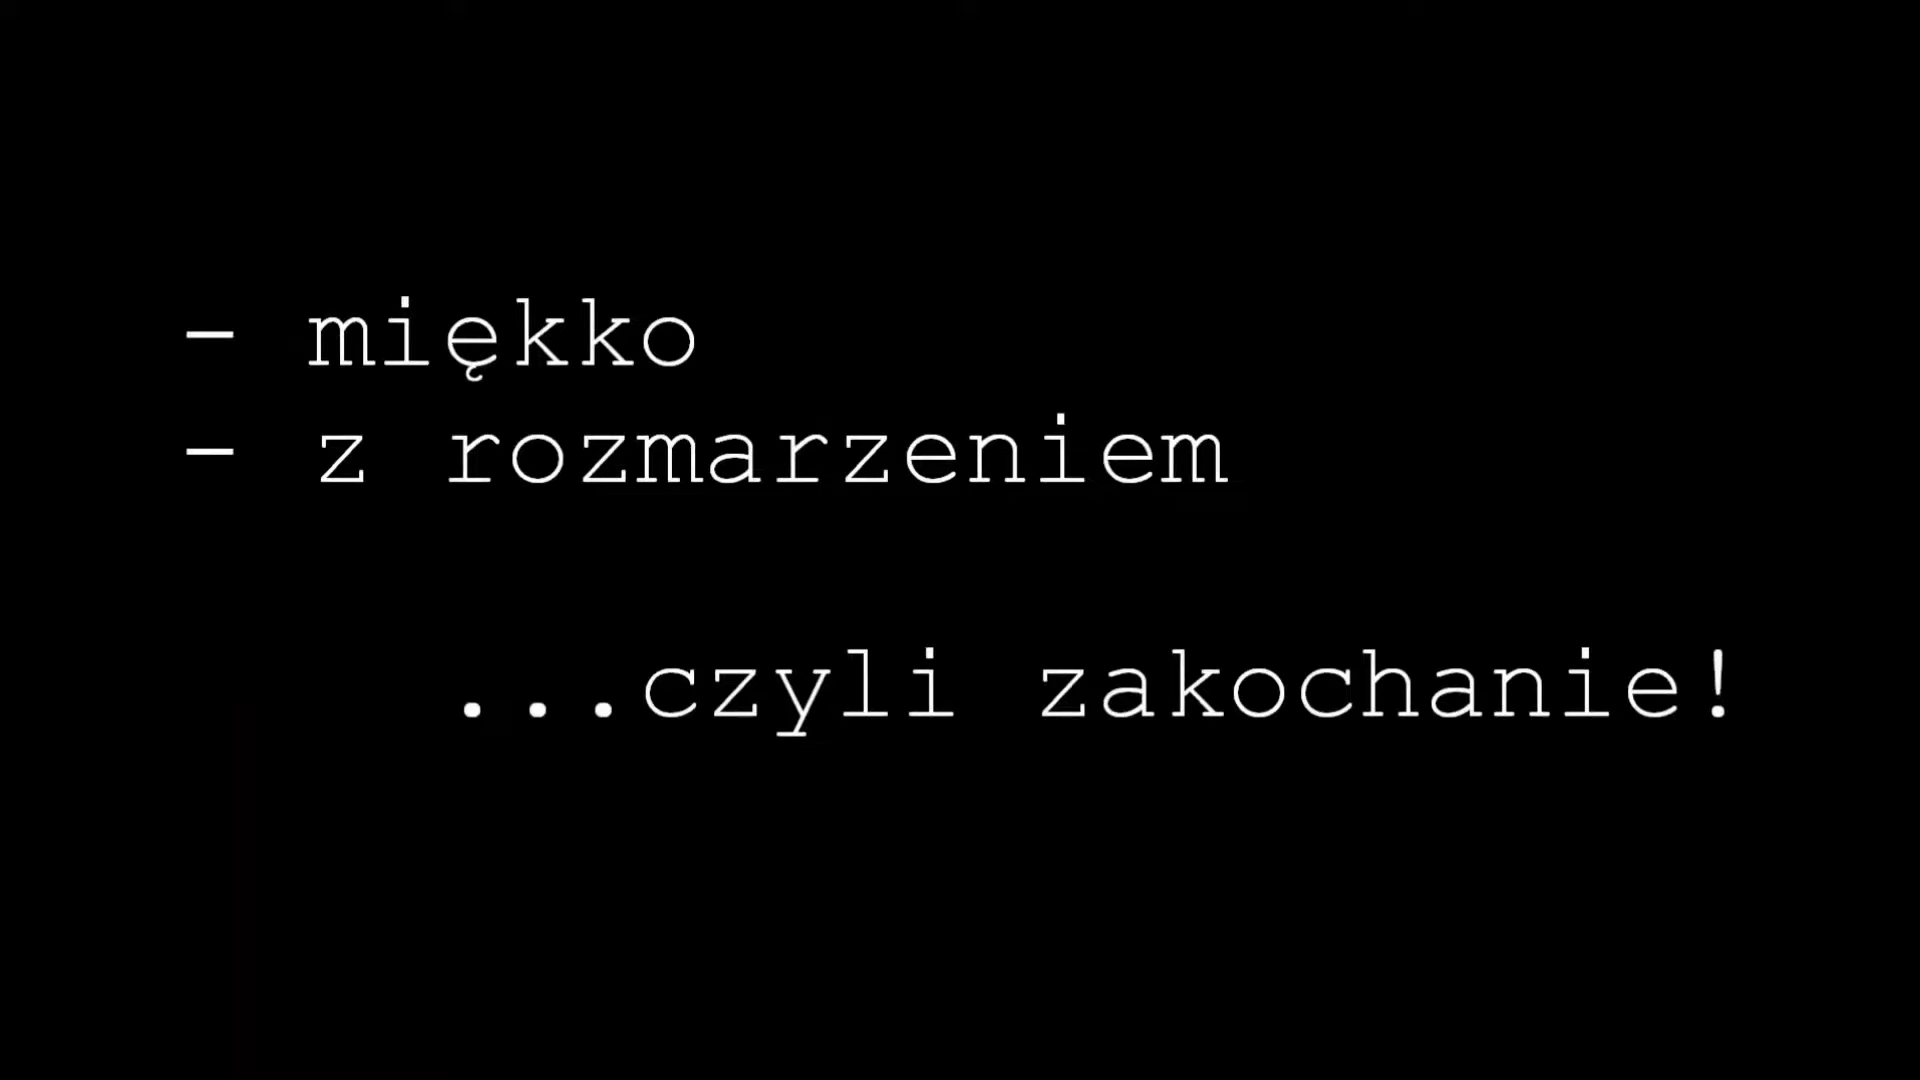 - miękko
- z rozmarzeniem
...czyli zakochanie!